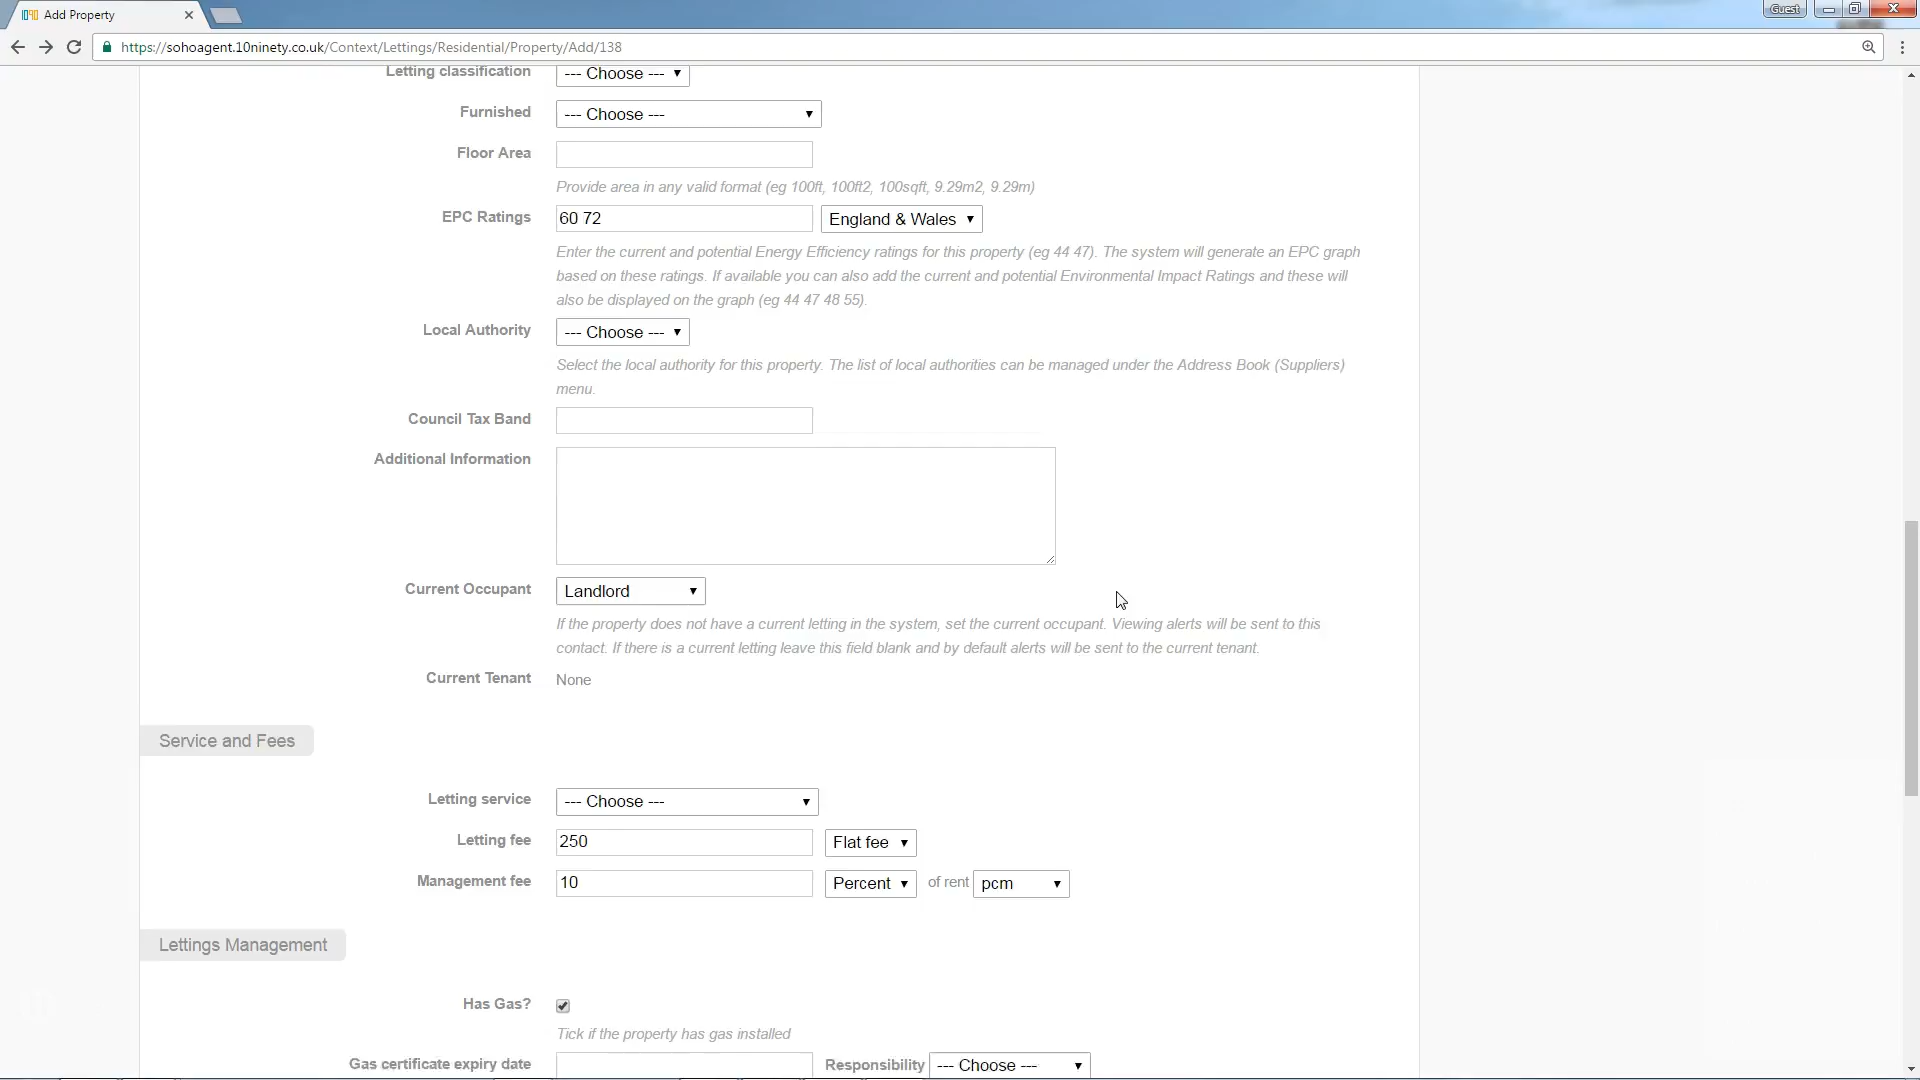 Add Property
Guest
https://sohoagent.10ninety.co.uk/Context/Lettings/Residential/Property/Add/138
Letting classification --- Choose ---
Furnished --- Choose ---
Floor Area
Provide area in any valid format (eg 100ft, 100ft2, 100sqft, 9.29m2, 9.29m)
EPC Ratings 60 72 England & Wales
Enter the current and potential Energy Efficiency ratings for this property (eg 44 47). The system will generate an EPC graph
based on these ratings. If available you can also add the current and potential Environmental Impact Ratings and these will
also be displayed on the graph (eg 44 47 48 55).
Local Authority --- Choose ---
Select the local authority for this property. The list of local authorities can be managed under the Address Book (Suppliers)
menu.
Council Tax Band
Additional Information
Current Occupant Landlord
If the property does not have a current letting in the system, set the current occupant. Viewing alerts will be sent to this
contact. If there is a current letting leave this field blank and by default alerts will be sent to the current tenant.
Current Tenant None
Service and Fees
Letting service --- Choose ---
Letting fee 250 Flat fee
Management fee 10 Percent of rent pcm
Lettings Management
Has Gas?
Tick if the property has gas installed
Gas certificate expiry date Responsibility --- Choose ---